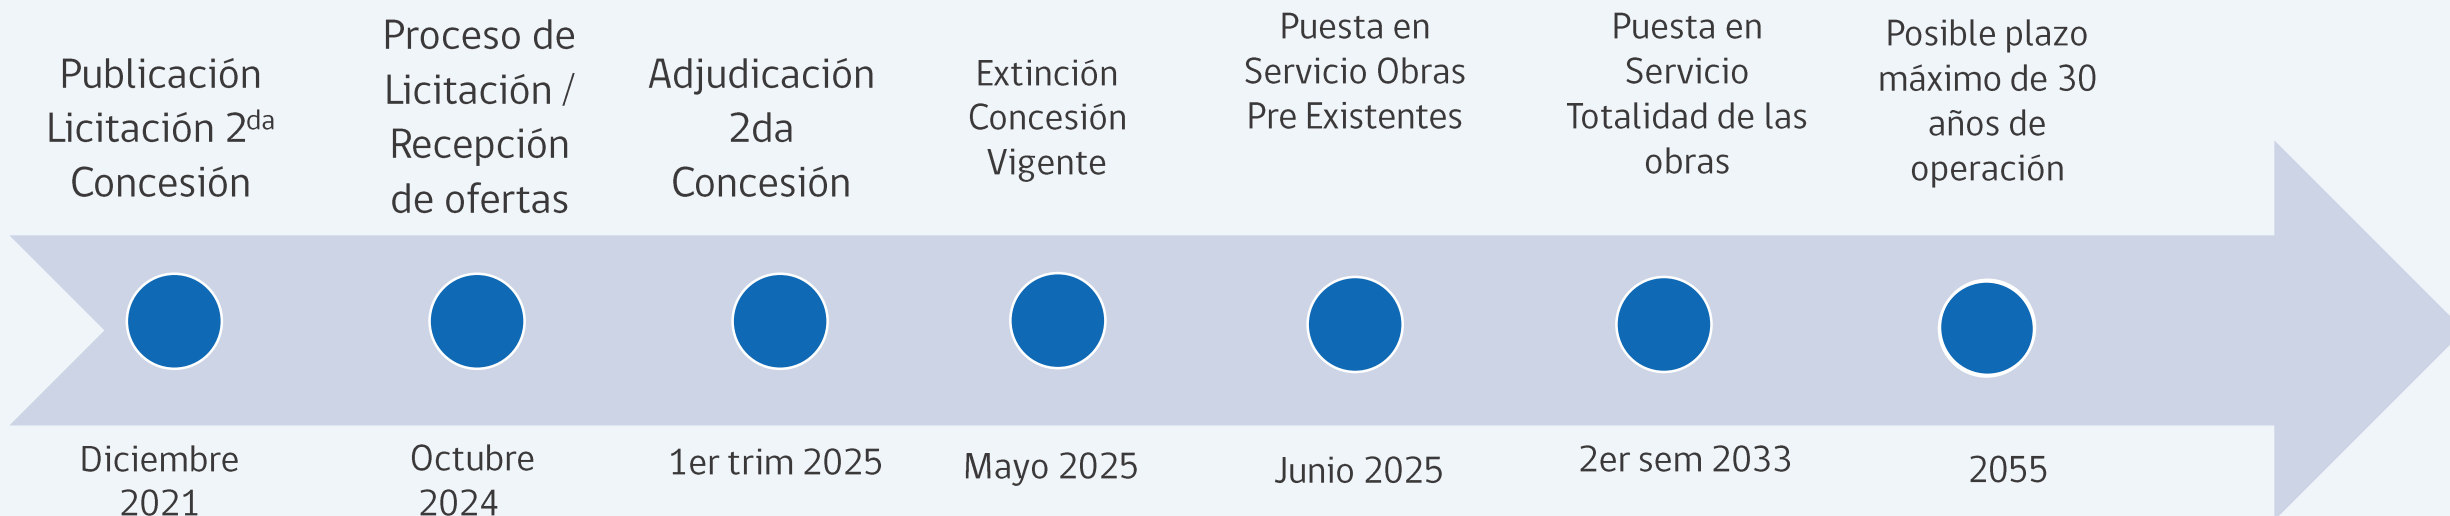 Publicación
Licitación 2da
Concesión
Proceso de
Licitación /
Recepción
de ofertas
Adjudicación
2da
Concesión
Extinción
Concesión
Vigente
Puesta en
Servicio Obras
Pre Existentes
Puesta en
Servicio
Totalidad de las
obras
Posible plazo
máximo de 30
años de
operación
Diciembre
2021
Octubre
2024
1er trim 2025
Mayo 2025
Junio 2025
2er sem 2033
2055